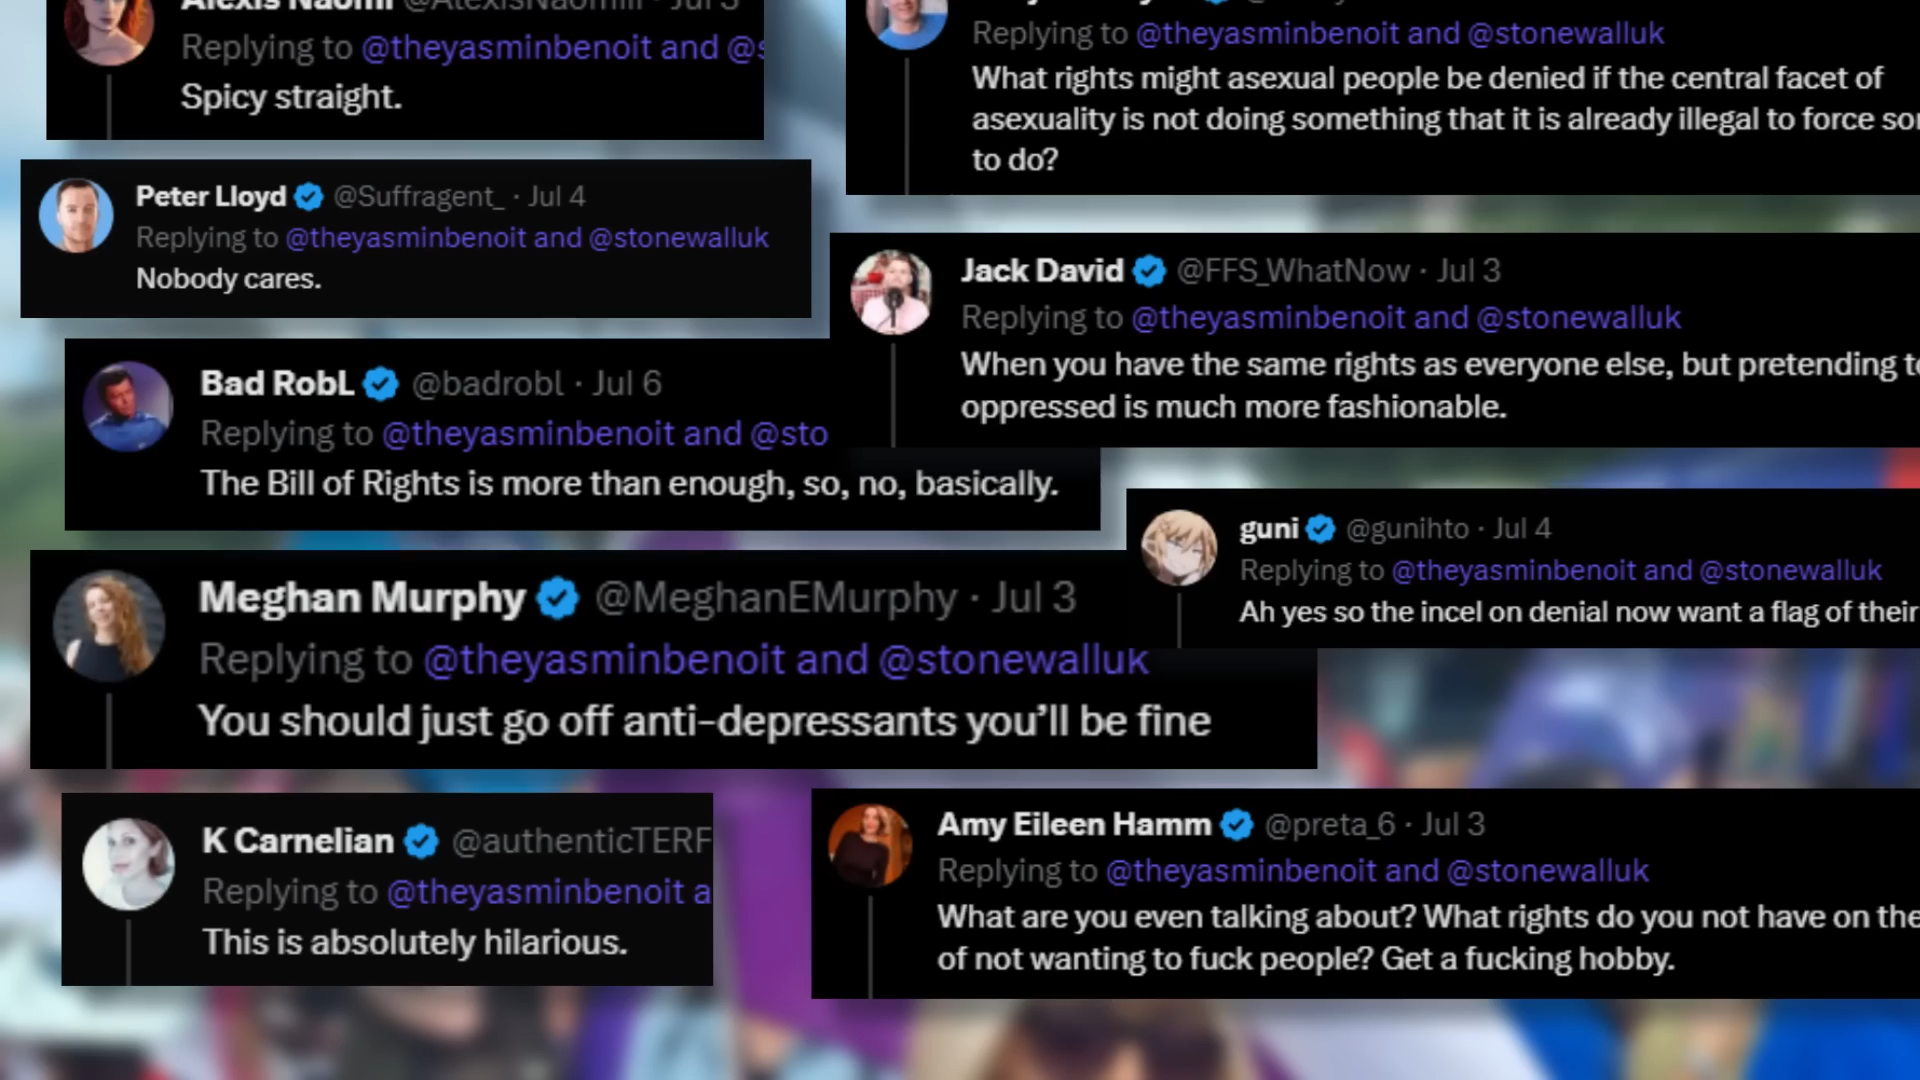 Alexis Naomi @AlexisNaomiii · Jul 3
Replying to @theyasminbenoit and @s
Spicy straight.
Replying to @theyasminbenoit and @stonewalluk
What rights might asexual people be denied if the central facet of
asexuality is not doing something that it is already illegal to force
to do?
Peter Lloyd @Suffragent_ · Jul 4
Replying to @theyasminbenoit and @stonewalluk
Nobody cares.
Jack David @FFS_WhatNow · Jul 3
Replying to @theyasminbenoit and @stonewalluk
When you have the same rights as everyone else, but pretending
oppressed is much more fashionable.
Bad RobL @badrobl · Jul 6
Replying to @theyasminbenoit and @sto
The Bill of Rights is more than enough, so, no, basically.
guni @gunihto · Jul 4
Replying to @theyasminbenoit and @stonewalluk
Ah yes so the incel on denial now want a flag of their
Meghan Murphy @MeghanEMurphy · Jul 3
Replying to @theyasminbenoit and @stonewalluk
You should just go off anti-depressants you’ll be fine
K Carnelian @authenticTERF
Replying to @theyasminbenoit a
This is absolutely hilarious.
Amy Eileen Hamm @preta_6 · Jul 3
Replying to @theyasminbenoit and @stonewalluk
What are you even talking about? What rights do you not have on the
of not wanting to fuck people? Get a fucking hobby.